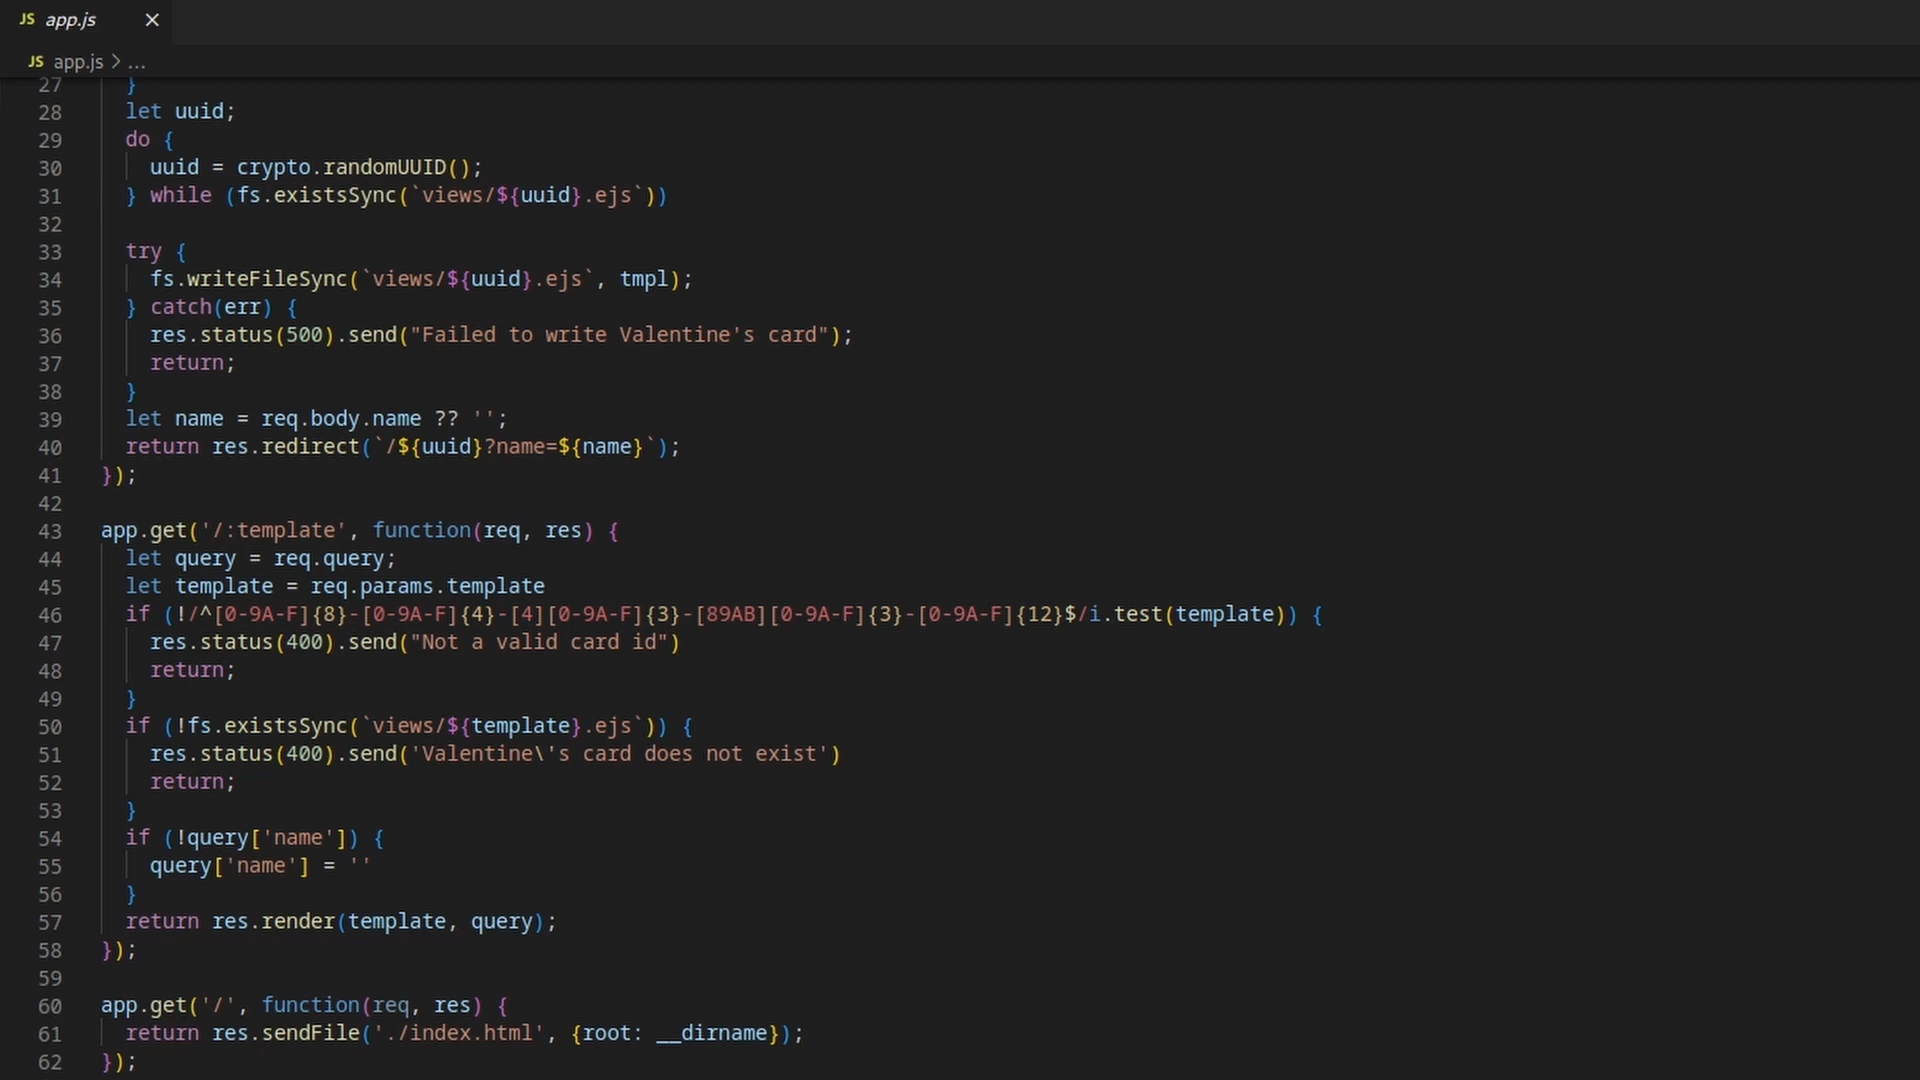 JS app.js ×
JS app.js > ...
27 }
28 let uuid;
29 do {
30 uuid = crypto.randomUUID();
31 } while (fs.existsSync(`views/${uuid}.ejs`))
32
33 try {
34 fs.writeFileSync(`views/${uuid}.ejs`, tmpl);
35 } catch(err) {
36 res.status(500).send("Failed to write Valentine's card");
37 return;
38 }
39 let name = req.body.name ?? '';
40 return res.redirect(`/${uuid}?name=${name}`);
41 });
42
43 app.get('/:template', function(req, res) {
44 let query = req.query;
45 let template = req.params.template
46 if (!/^[0-9A-F]{8}-[0-9A-F]{4}-[4][0-9A-F]{3}-[89AB][0-9A-F]{3}-[0-9A-F]{12}$/i.test(template)) {
47 res.status(400).send("Not a valid card id")
48 return;
49 }
50 if (!fs.existsSync(`views/${template}.ejs`)) {
51 res.status(400).send('Valentine\'s card does not exist')
52 return;
53 }
54 if (!query['name']) {
55 query['name'] = ''
56 }
57 return res.render(template, query);
58 });
59
60 app.get('/', function(req, res) {
61 return res.sendFile('./index.html', {root: __dirname});
62 });